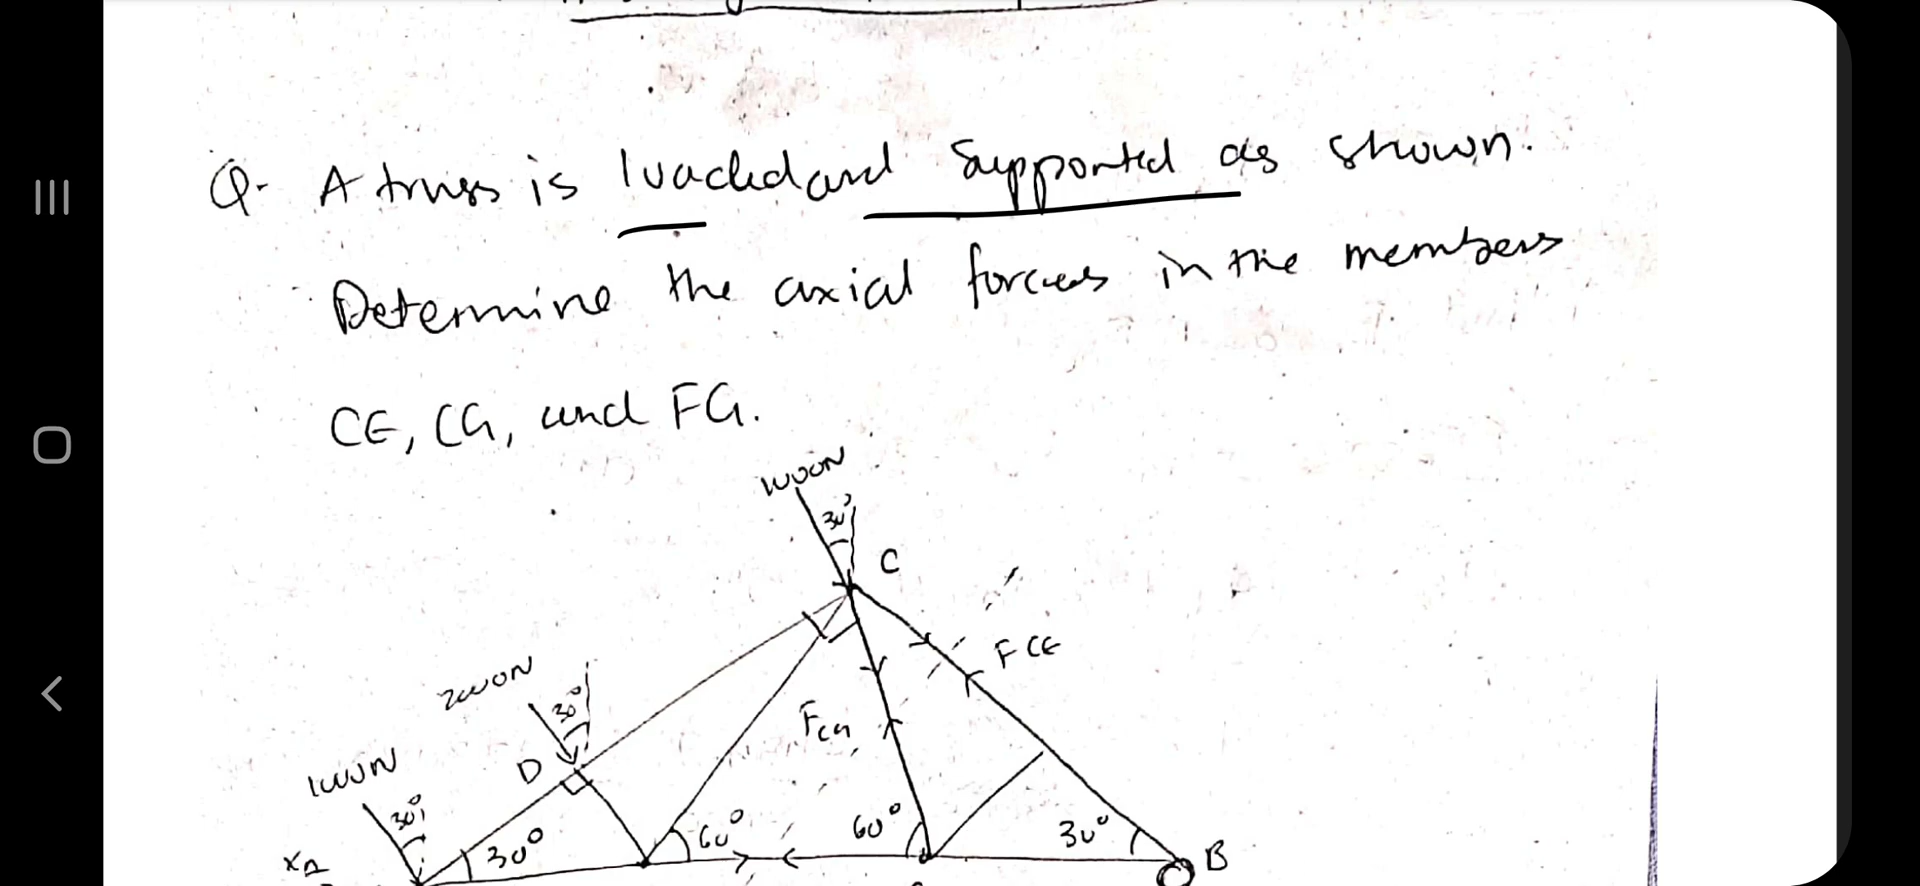 Q- A truss is loaded and supported as shown.
Determine the axial forces in the members
CE, CG, and FG.
1000N
30°
C
2000N
30°
FCE
D
FCG
1000N
30°
30°
60°
60°
30°
B
XA